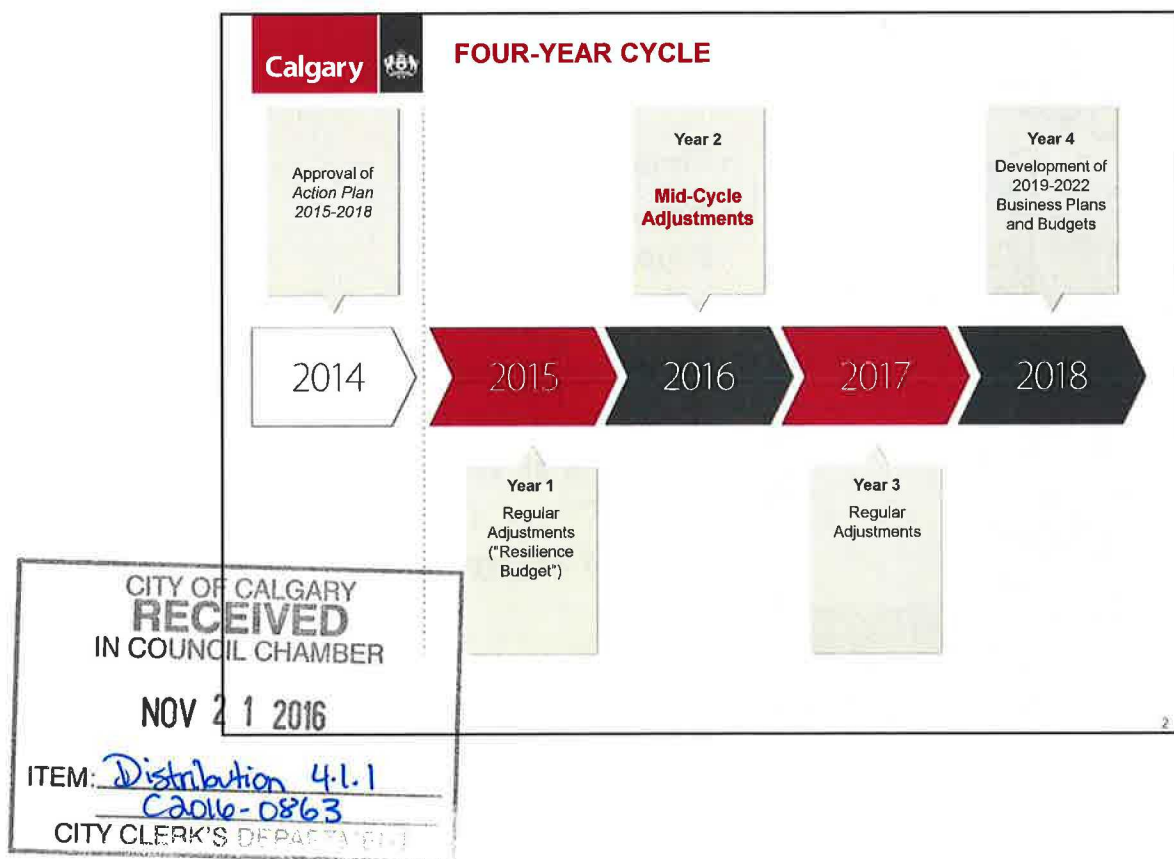 Calgary
FOUR-YEAR CYCLE
Approval of
Action Plan
2015-2018
Year 2
Mid-Cycle
Adjustments
Year 4
Development of
2019-2022
Business Plans
and Budgets
2014
2015
2016
2017
2018
Year 1
Regular
Adjustments
("Resilience
Budget")
Year 3
Regular
Adjustments
2
CITY OF CALGARY
RECEIVED
IN COUNCIL CHAMBER
NOV 21 2016
ITEM: Distribution 4.1.1
C2016-0863
CITY CLERK'S DEPARTMENT